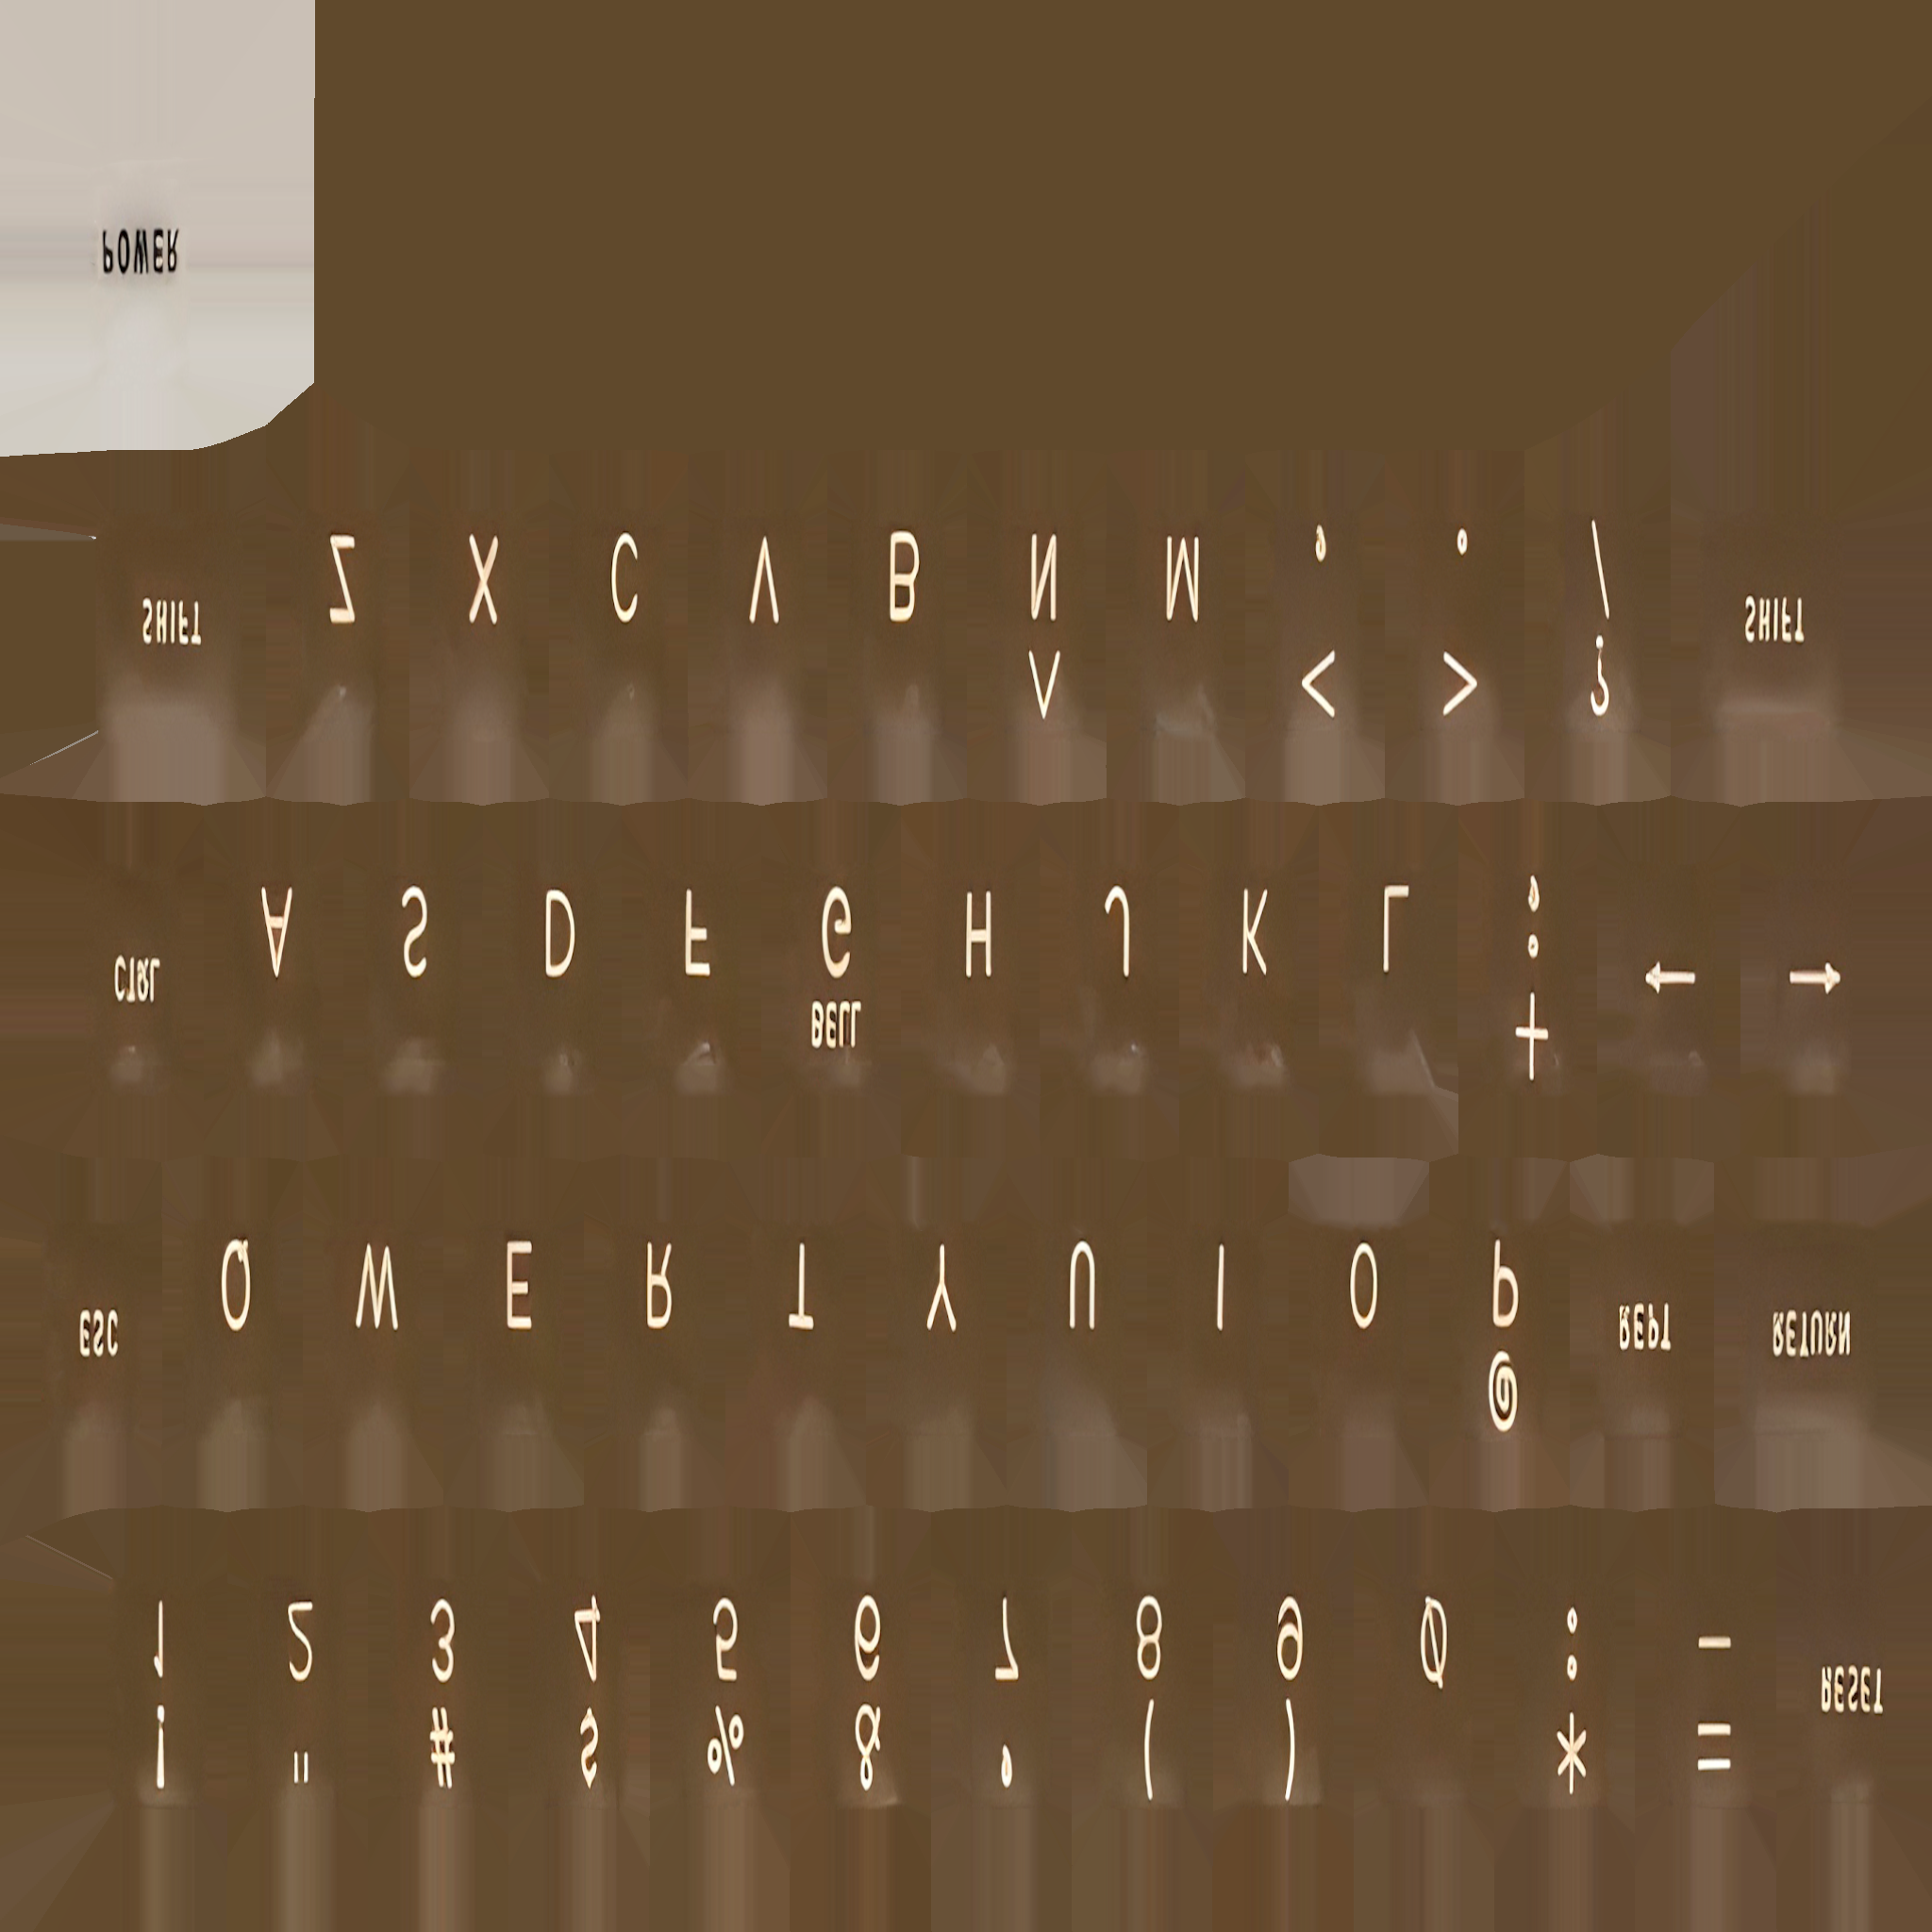 ! " # $ % & ' ( ) * =
1 2 3 4 5 6 7 8 9 0 : - RESET
@
ESC Q W E R T Y U I O P REPT RETURN
BELL +
CTRL A S D F G H J K L ; ← →
^ < > ?
SHIFT Z X C V B N M , . / SHIFT
POWER